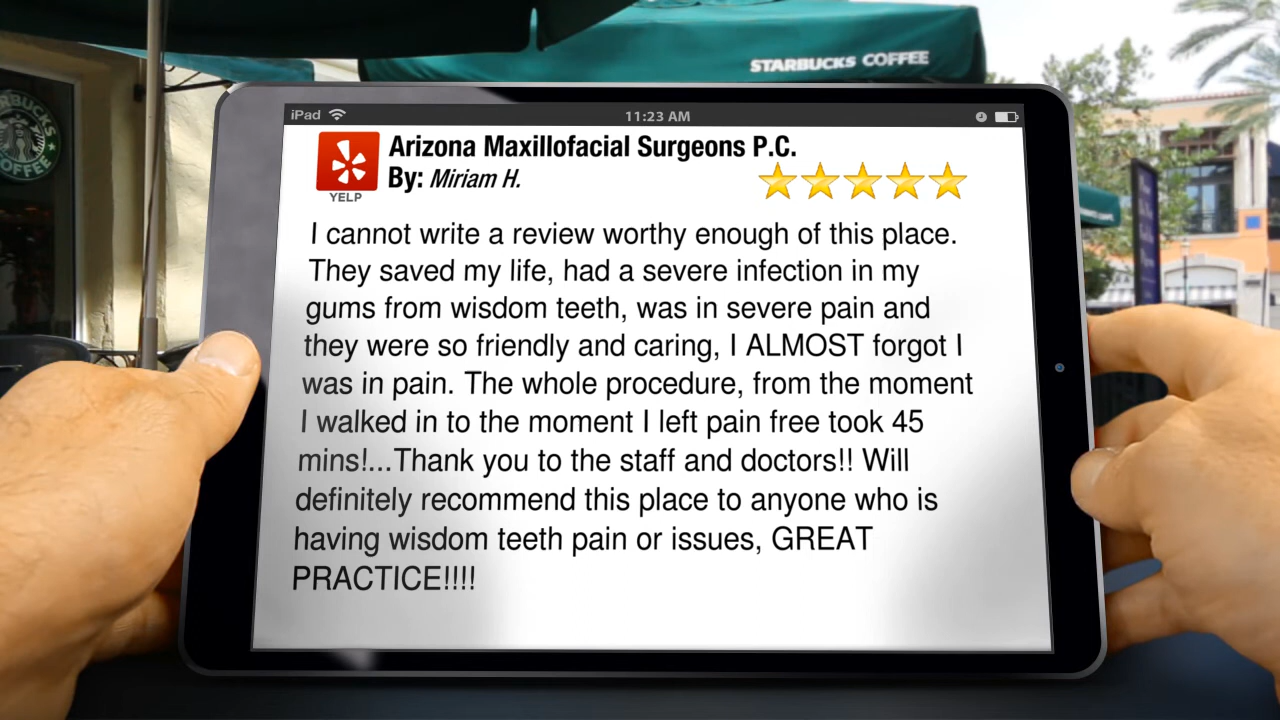 STARBUCKS COFFEE
iPad
11:23 AM
Arizona Maxillofacial Surgeons P.C.
By: Miriam H.
YELP
I cannot write a review worthy enough of this place.
They saved my life, had a severe infection in my
gums from wisdom teeth, was in severe pain and
they were so friendly and caring, I ALMOST forgot I
was in pain. The whole procedure, from the moment
I walked in to the moment I left pain free took 45
mins!...Thank you to the staff and doctors!! Will
definitely recommend this place to anyone who is
having wisdom teeth pain or issues, GREAT
PRACTICE!!!!